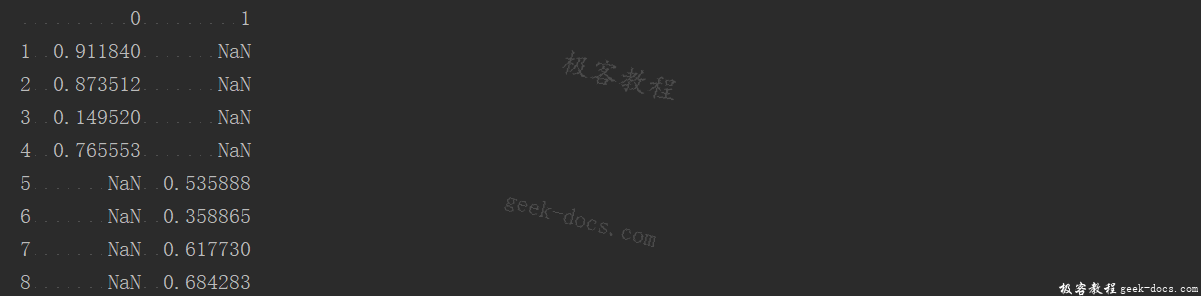 0 1
1 0.911840 NaN
2 0.873512 NaN
3 0.149520 NaN
4 0.765553 NaN
5 NaN 0.535888
6 NaN 0.358865
7 NaN 0.617730
8 NaN 0.684283
极客教程
geek-docs.com
极客教程 geek-docs.com